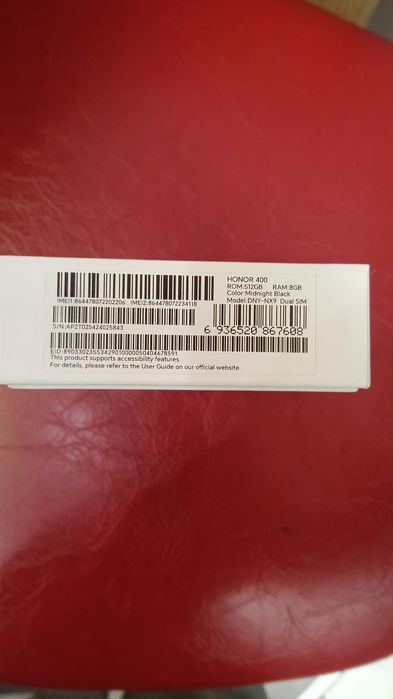 HONOR 400
ROM:512GB RAM:8GB
Color:Midnight Black
Model:DNY-NX9 Dual SIM
IMEI1:864478072202206 IMEI2:864478072234118
S/N:AP2T025424025843
6 936520 867608
EID:89033023553429010000050404678591
This product supports accessibility features.
For details, please refer to the User Guide on our official website.